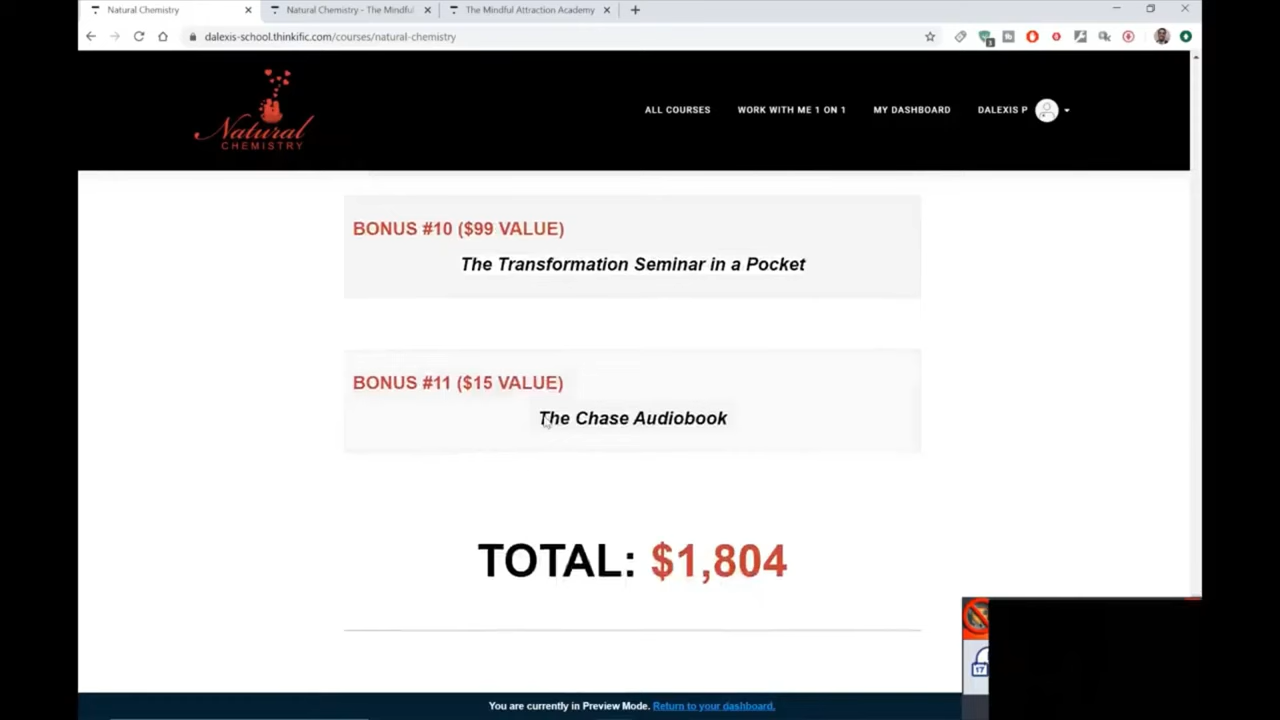 Natural Chemistry
Natural Chemistry - The Mindful
The Mindful Attraction Academy
dalexis-school.thinkific.com/courses/natural-chemistry
Natural
CHEMISTRY
ALL COURSES
WORK WITH ME 1 ON 1
MY DASHBOARD
DALEXIS P
BONUS #10 ($99 VALUE)
The Transformation Seminar in a Pocket
BONUS #11 ($15 VALUE)
The Chase Audiobook
TOTAL: $1,804
17
You are currently in Preview Mode. Return to your dashboard.